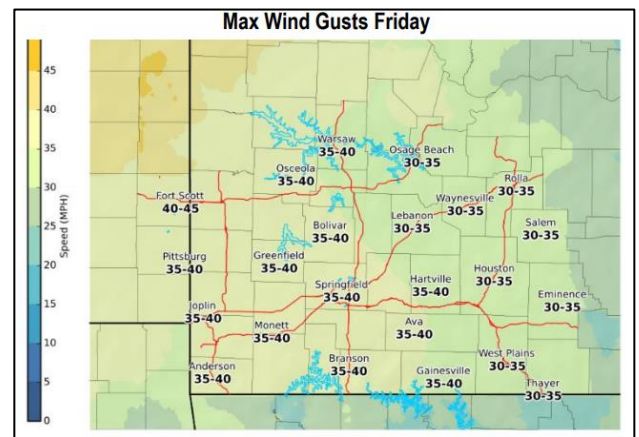 Max Wind Gusts Friday
45
40
35
30
25
20
15
10
5
0
Speed (MPH)
Warsaw
35-40
Osage Beach
30-35
Osceola
35-40
Rolla
30-35
Fort Scott
40-45
Waynesville
30-35
Lebanon
30-35
Salem
30-35
Bolivar
35-40
Pittsburg
35-40
Greenfield
35-40
Hartville
35-40
Houston
30-35
Springfield
35-40
Eminence
30-35
Joplin
35-40
Monett
35-40
Ava
35-40
West Plains
30-35
Anderson
35-40
Branson
35-40
Gainesville
35-40
Thayer
30-35